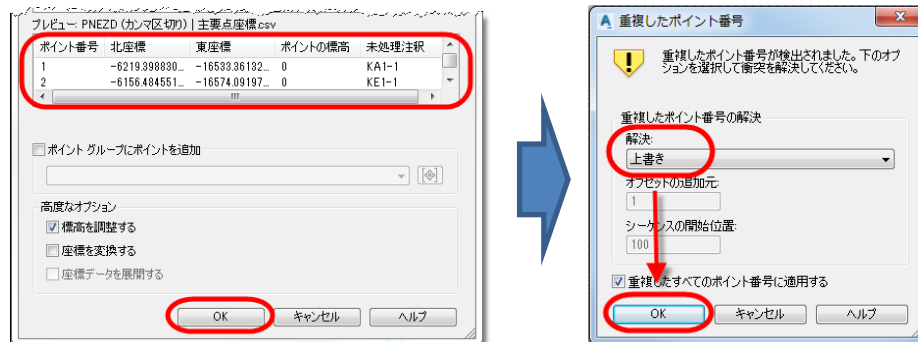 プレビュー: PNEZD (カンマ区切り) | 主要点座標.csv
ポイント番号 北座標 東座標 ポイントの標高 未処理注釈
1 -6219.398830... -16533.36132... 0 KA1-1
2 -6156.484551... -16574.09197... 0 KE1-1
ポイント グループにポイントを追加
高度なオプション
標高を調整する
座標を変換する
座標データを展開する
OK キャンセル ヘルプ
重複したポイント番号
重複したポイント番号が検出されました。下のオプ
ションを選択して衝突を解決してください。
重複したポイント番号の解決
解決:
上書き
オフセットの追加元:
1
シーケンスの開始位置:
100
重複したすべてのポイント番号に適用する
OK キャンセル ヘルプ